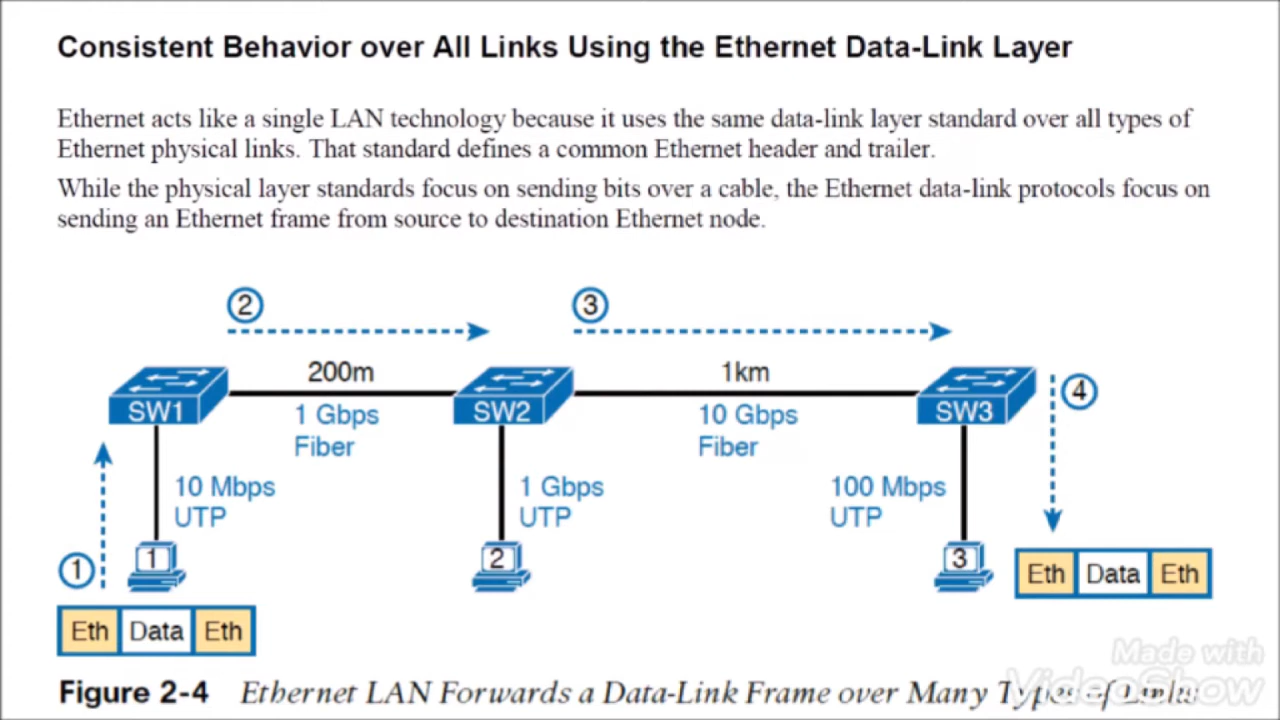 Consistent Behavior over All Links Using the Ethernet Data-Link Layer
Ethernet acts like a single LAN technology because it uses the same data-link layer standard over all types of
Ethernet physical links. That standard defines a common Ethernet header and trailer.
While the physical layer standards focus on sending bits over a cable, the Ethernet data-link protocols focus on
sending an Ethernet frame from source to destination Ethernet node.
2
3
200m
1km
4
SW1
1 Gbps
Fiber
SW2
10 Gbps
Fiber
SW3
10 Mbps
UTP
1 Gbps
UTP
100 Mbps
UTP
1
1
2
3
Eth Data Eth
Eth Data Eth
Made with
VideoShow
Figure 2-4 Ethernet LAN Forwards a Data-Link Frame over Many Types of Links